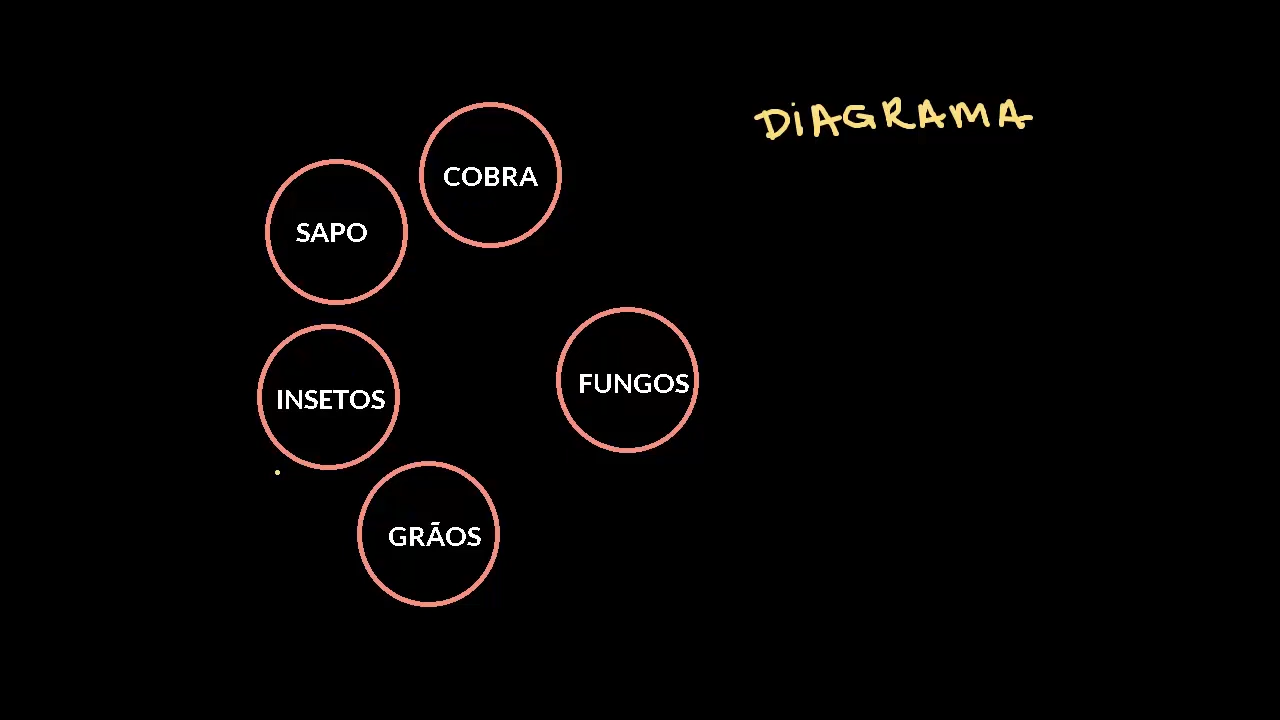 DiAGRAMA
COBRA
SAPO
FUNGOS
INSETOS
GRÃOS